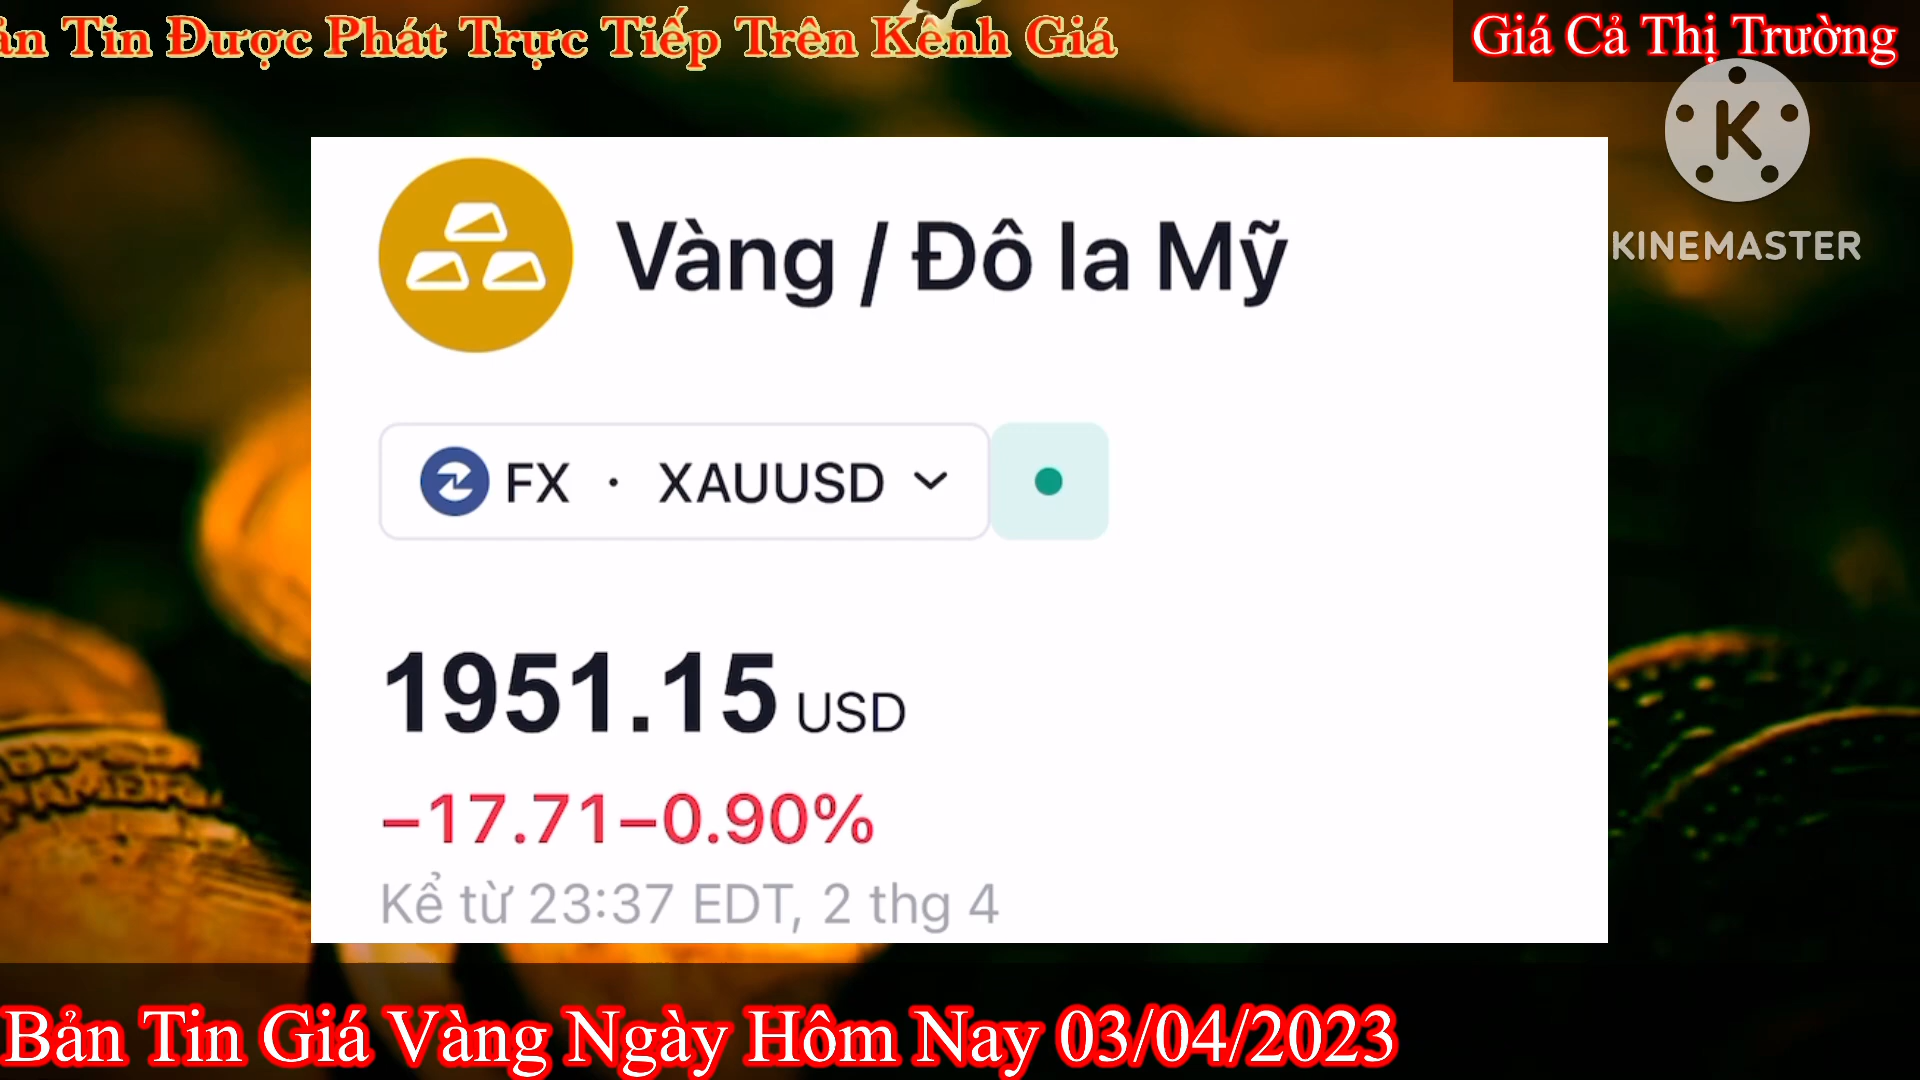 Tin Được Phát Trực Tiếp Trên Kênh Giá
Giá Cả Thị Trường
K
KINEMASTER
Vàng / Đô la Mỹ
FX · XAUUSD
1951.15 USD
−17.71−0.90%
Kể từ 23:37 EDT, 2 thg 4
Bản Tin Giá Vàng Ngày Hôm Nay 03/04/2023